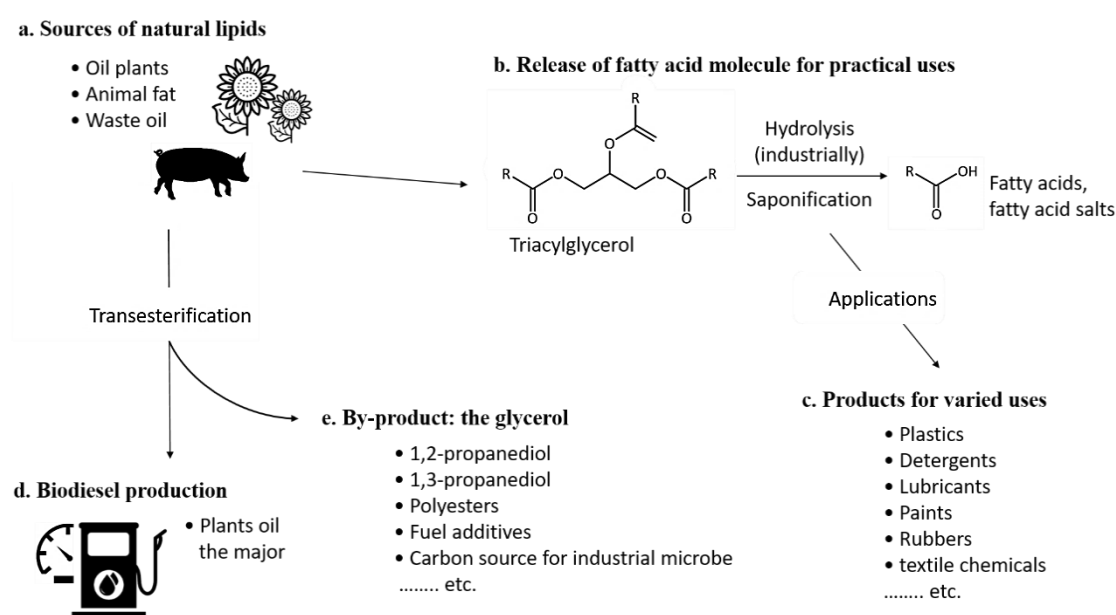 a. Sources of natural lipids
• Oil plants
• Animal fat
• Waste oil
b. Release of fatty acid molecule for practical uses
R
O
R
O
O
R
O
O
Triacylglycerol
Hydrolysis
(industrially)
Saponification
R
OH
O
Fatty acids,
fatty acid salts
Applications
Transesterification
c. Products for varied uses
• Plastics
• Detergents
• Lubricants
• Paints
• Rubbers
• textile chemicals
…….. etc.
e. By-product: the glycerol
• 1,2-propanediol
• 1,3-propanediol
• Polyesters
• Fuel additives
• Carbon source for industrial microbe
…….. etc.
d. Biodiesel production
• Plants oil
the major